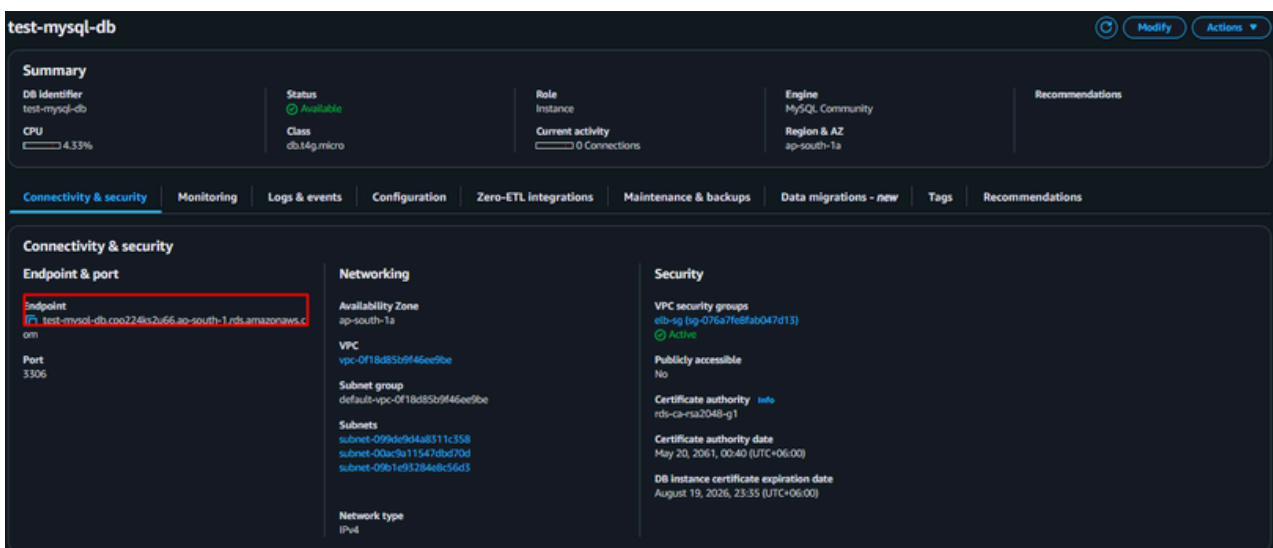 test-mysql-db
Modify
Actions
Summary
DB identifier
test-mysql-db
Status
Available
Role
Instance
Engine
MySQL Community
Recommendations
CPU
4.33%
Class
db.t4g.micro
Current activity
0 Connections
Region & AZ
ap-south-1a
Connectivity & security
Monitoring
Logs & events
Configuration
Zero-ETL integrations
Maintenance & backups
Data migrations - new
Tags
Recommendations
Connectivity & security
Endpoint & port
Endpoint
test-mysql-db.cpo224ks2u66.ap-south-1.rds.amazonaws.c
om
Port
3306
Networking
Availability Zone
ap-south-1a
VPC
vpc-0f18d85b9f46ee9be
Subnet group
default-vpc-0f18d85b9f46ee9be
Subnets
subnet-099de9d4a8311c358
subnet-00ac9a11547dbd70d
subnet-09b1e93284e8c56d3
Network type
IPv4
Security
VPC security groups
elb-sg (sg-076a7fe8fab047d13)
Active
Publicly accessible
No
Certificate authority Info
rds-ca-rsa2048-g1
Certificate authority date
May 20, 2061, 00:40 (UTC+06:00)
DB instance certificate expiration date
August 19, 2026, 23:35 (UTC+06:00)